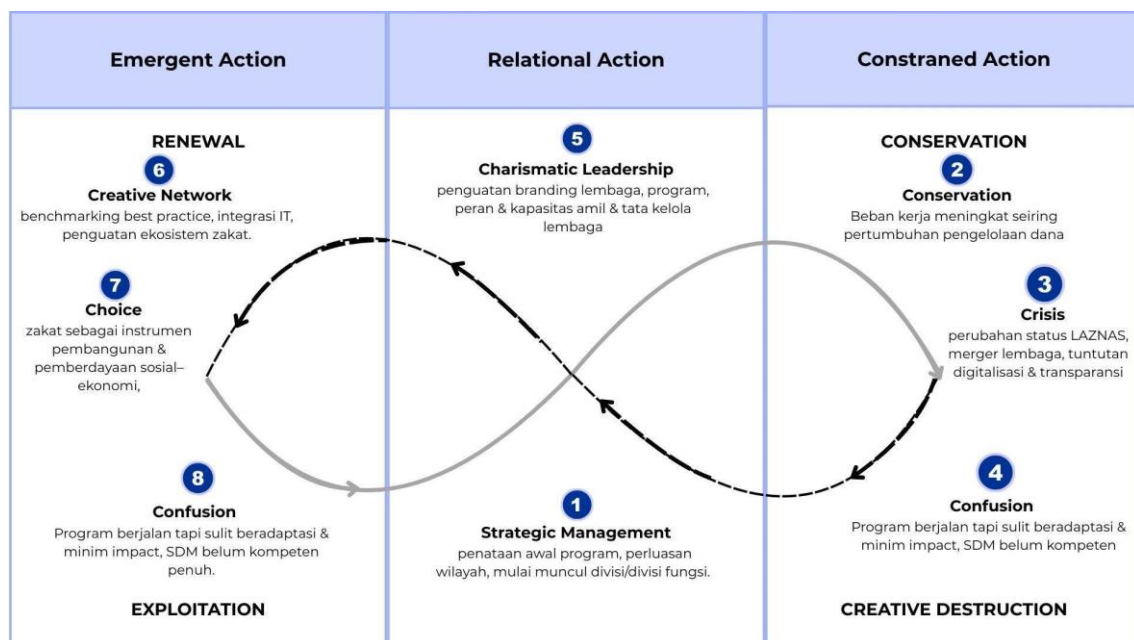 Emergent Action
Relational Action
Constraned Action
RENEWAL
6
Creative Network
benchmarking best practice, integrasi IT,
penguatan ekosistem zakat.
7
Choice
zakat sebagai instrumen
pembangunan &
pemberdayaan sosial–
ekonomi,
8
Confusion
Program berjalan tapi sulit beradaptasi &
minim impact, SDM belum kompeten
penuh.
EXPLOITATION
5
Charismatic Leadership
penguatan branding lembaga, program,
peran & kapasitas amil & tata kelola
lembaga
1
Strategic Management
penataan awal program, perluasan
wilayah, mulai muncul divisi/divisi fungsi.
CONSERVATION
2
Conservation
Beban kerja meningkat seiring
pertumbuhan pengelolaan dana
3
Crisis
perubahan status LAZNAS,
merger lembaga, tuntutan
digitalisasi & transparansi
4
Confusion
Program berjalan tapi sulit beradaptasi &
minim impact, SDM belum kompeten
CREATIVE DESTRUCTION